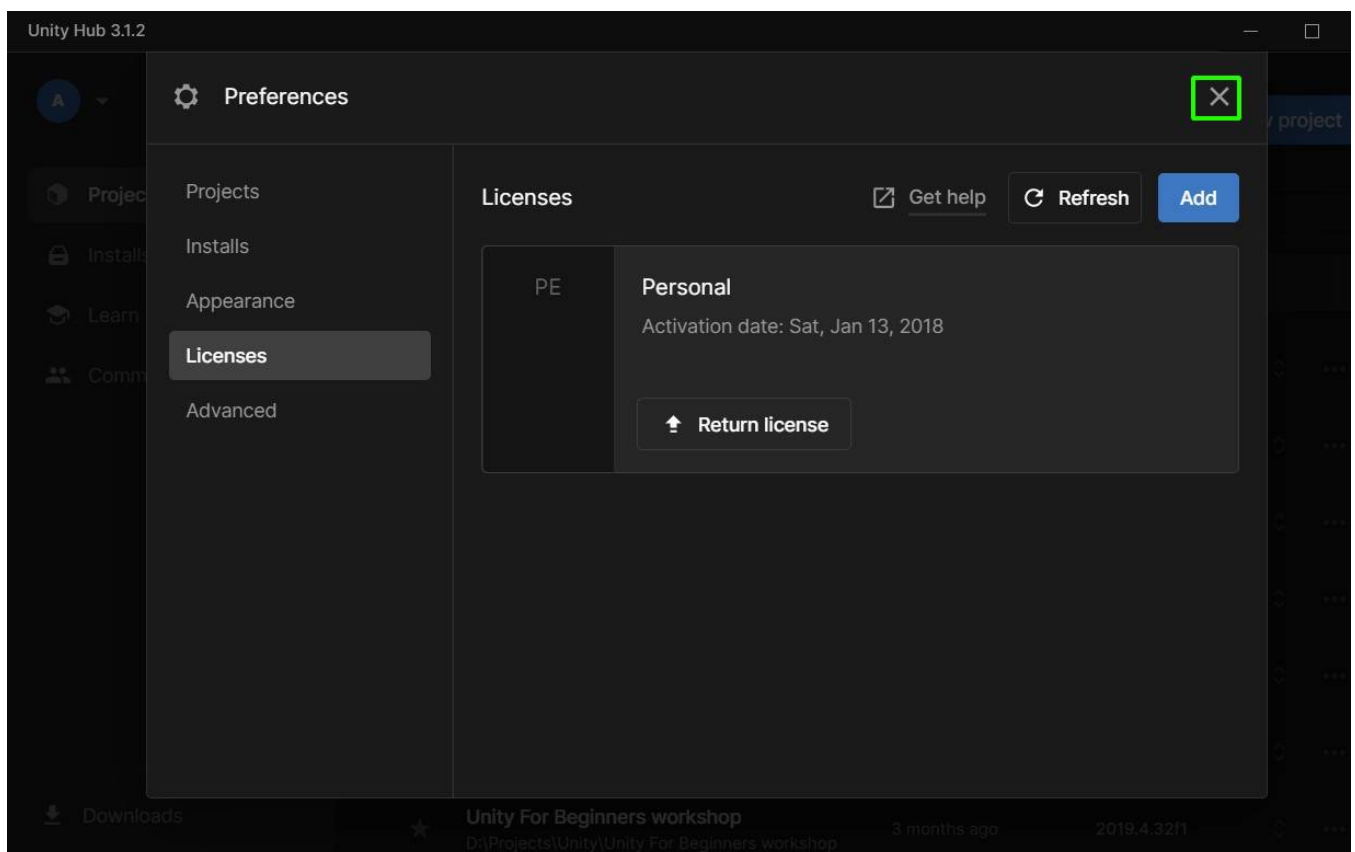 Unity Hub 3.1.2
A
Preferences
project
Projec
Installs
Learn
Comm
Downloads
Projects
Installs
Appearance
Licenses
Advanced
Licenses
Get help
Refresh
Add
PE
Personal
Activation date: Sat, Jan 13, 2018
Return license
Unity For Beginners workshop
3 months ago
2019.4.32f1
D:\Projects\Unity\Unity For Beginners workshop